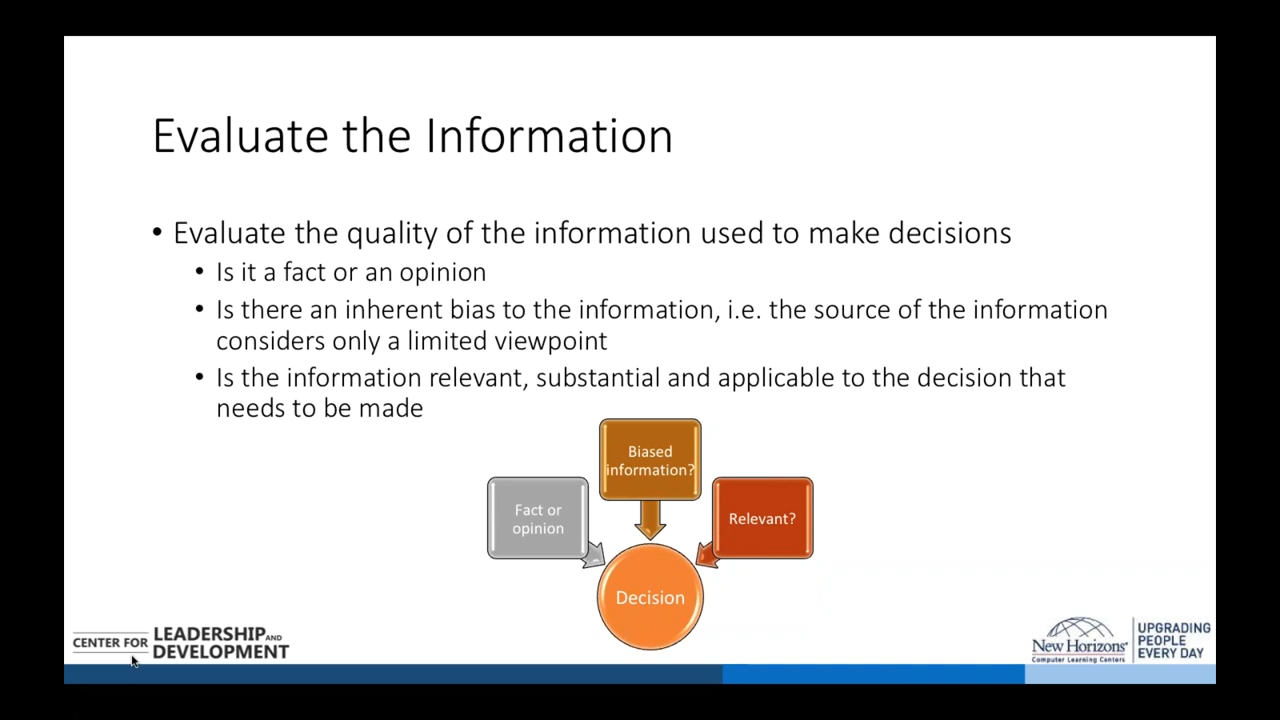 Evaluate the Information
• Evaluate the quality of the information used to make decisions
• Is it a fact or an opinion
• Is there an inherent bias to the information, i.e. the source of the information
considers only a limited viewpoint
• Is the information relevant, substantial and applicable to the decision that
needs to be made
Biased
information?
Fact or
opinion
Relevant?
Decision
CENTER FOR LEADERSHIP AND
DEVELOPMENT
New Horizons®
Computer Learning Centers
UPGRADING
PEOPLE
EVERY DAY